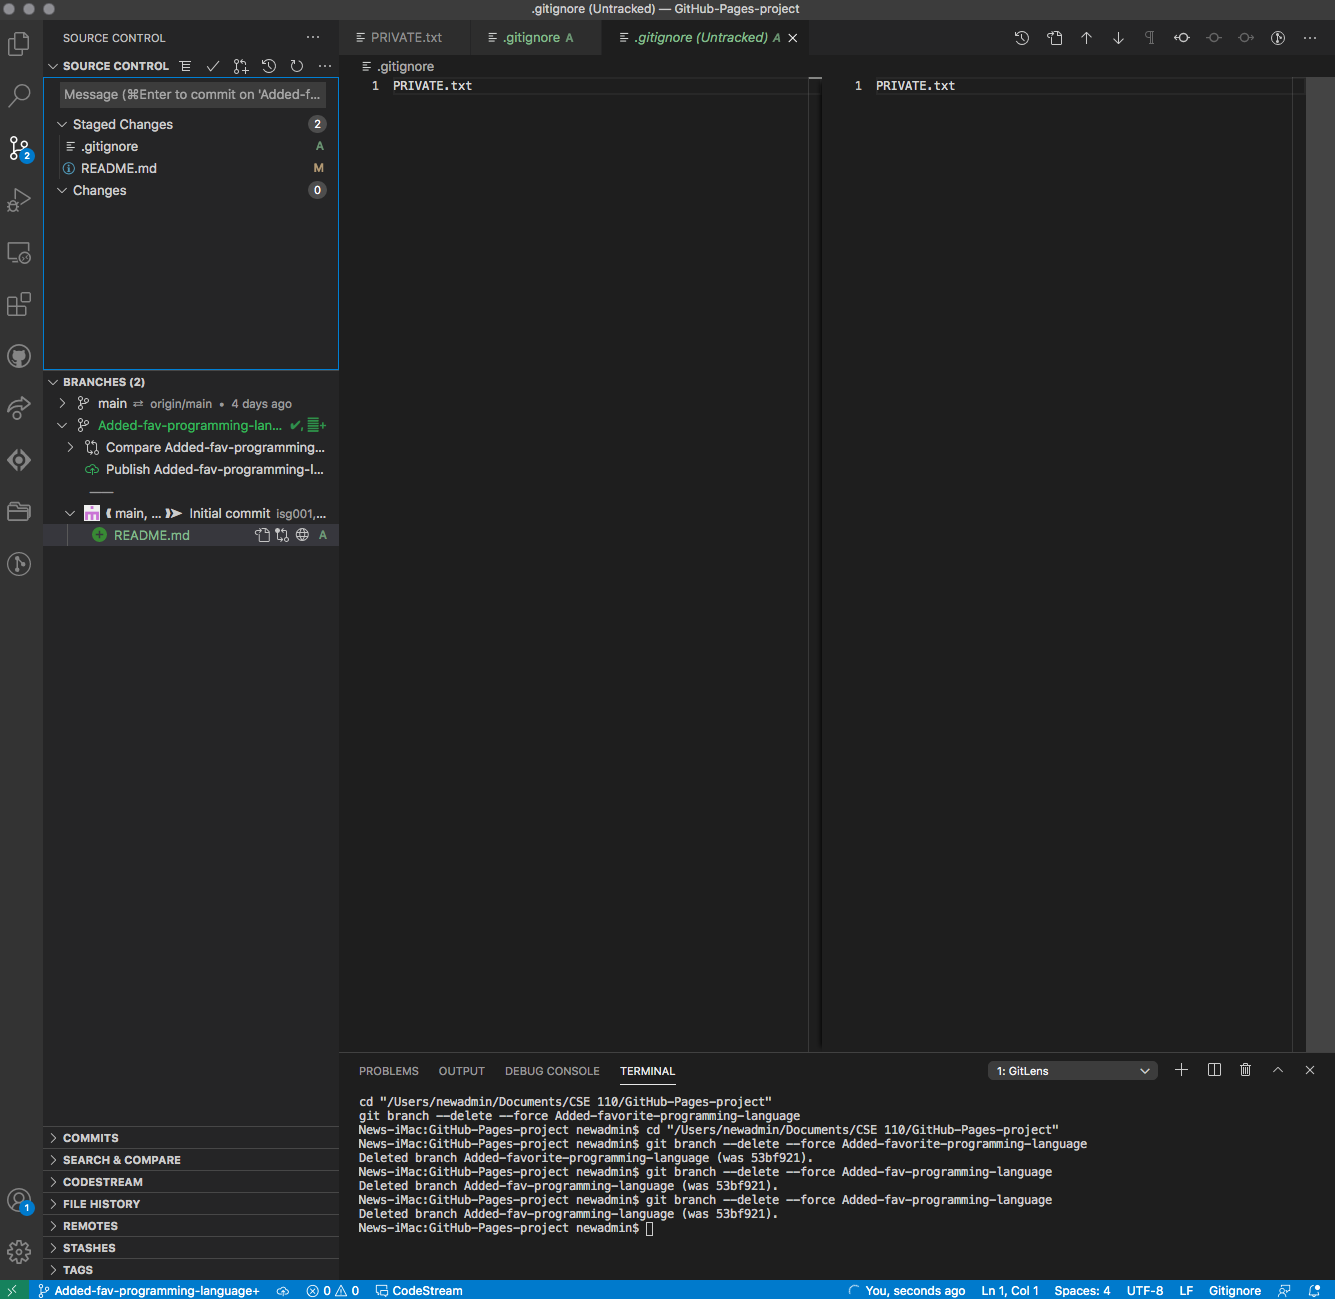 .gitignore (Untracked) — GitHub-Pages-project
SOURCE CONTROL
PRIVATE.txt
.gitignore A
.gitignore (Untracked) A
SOURCE CONTROL
.gitignore
Message (⌘Enter to commit on 'Added-f...
1 PRIVATE.txt
1 PRIVATE.txt
Staged Changes 2
.gitignore A
2
README.md M
Changes 0
BRANCHES (2)
main ⇄ origin/main • 4 days ago
Added-fav-programming-lan... ✔, +
Compare Added-fav-programming...
Publish Added-fav-programming-l...
main, ... Initial commit isg001,...
README.md A
COMMITS
SEARCH & COMPARE
CODESTREAM
FILE HISTORY
REMOTES
STASHES
TAGS
1
PROBLEMS OUTPUT DEBUG CONSOLE TERMINAL 1: GitLens
cd "/Users/newadmin/Documents/CSE 110/GitHub-Pages-project"
git branch --delete --force Added-favorite-programming-language
News-iMac:GitHub-Pages-project newadmin$ cd "/Users/newadmin/Documents/CSE 110/GitHub-Pages-project"
News-iMac:GitHub-Pages-project newadmin$ git branch --delete --force Added-favorite-programming-language
Deleted branch Added-favorite-programming-language (was 53bf921).
News-iMac:GitHub-Pages-project newadmin$ git branch --delete --force Added-fav-programming-language
Deleted branch Added-fav-programming-language (was 53bf921).
News-iMac:GitHub-Pages-project newadmin$ git branch --delete --force Added-fav-programming-language
Deleted branch Added-fav-programming-language (was 53bf921).
News-iMac:GitHub-Pages-project newadmin$
Added-fav-programming-language+ 0 0 CodeStream You, seconds ago Ln 1, Col 1 Spaces: 4 UTF-8 LF Gitignore